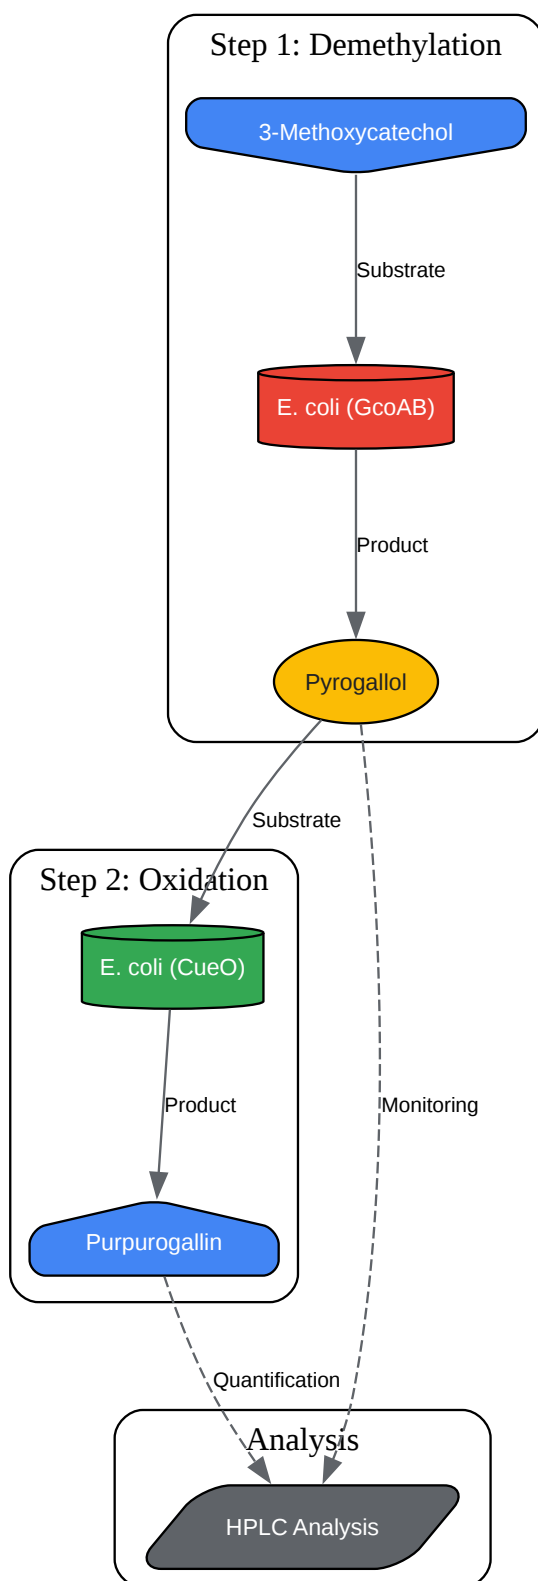 Step 1: Demethylation
3-Methoxycatechol
Substrate
E. coli (GcoAB)
Product
Pyrogallol
Substrate
Step 2: Oxidation
E. coli (CueO)
Product
Monitoring
Purpurogallin
Quantification
Analysis
HPLC Analysis